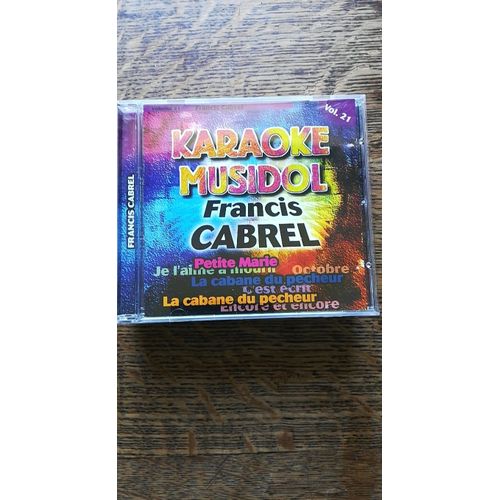 FRANCIS CABREL
Vol. 21
KARAOKE
MUSIDOL
Francis
CABREL
Petite Marie
Je l'aime à mourir Octobre
La cabane du pecheur
C'est écrit
La cabane du pecheur
Encore et encore